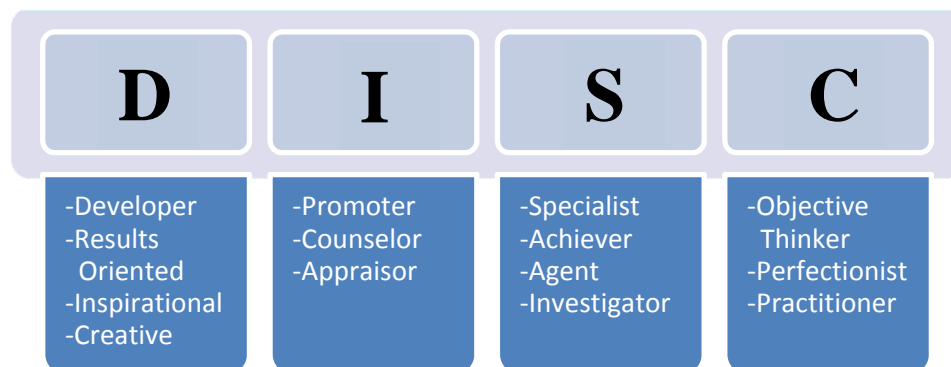 D
I
S
C
-Developer
-Results
Oriented
-Inspirational
-Creative
-Promoter
-Counselor
-Appraisor
-Specialist
-Achiever
-Agent
-Investigator
-Objective
Thinker
-Perfectionist
-Practitioner